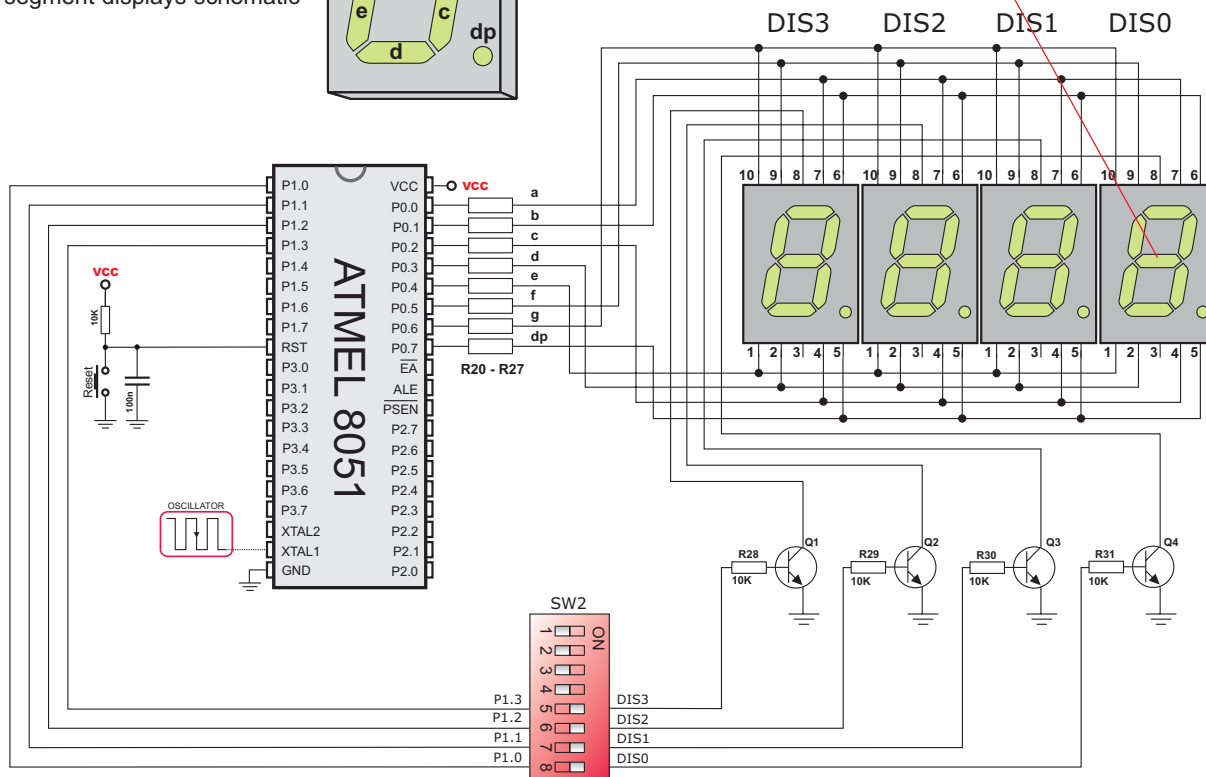 segment displays schematic
e
c
d
dp
DIS3 DIS2 DIS1 DIS0
10 9 8 7 6 10 9 8 7 6 10 9 8 7 6 10 9 8 7 6
1 2 3 4 5 1 2 3 4 5 1 2 3 4 5 1 2 3 4 5
P1.0 VCC vcc
P1.1 P0.0 a
P1.2 P0.1 b
P1.3 P0.2 c
P1.4 P0.3 d
P1.5 P0.4 e
P1.6 P0.5 f
P1.7 P0.6 g
RST P0.7 dp
P3.0 EA
P3.1 ALE
P3.2 PSEN
P3.3 P2.7
P3.4 P2.6
P3.5 P2.5
P3.6 P2.4
P3.7 P2.3
XTAL2 P2.2
XTAL1 P2.1
GND P2.0
ATMEL 8051
R20 - R27
vcc
10K
Reset
100n
OSCILLATOR
R28 Q1 R29 Q2 R30 Q3 R31 Q4
10K 10K 10K 10K
SW2
ON
1
2
3
4
P1.3 5 DIS3
P1.2 6 DIS2
P1.1 7 DIS1
P1.0 8 DIS0